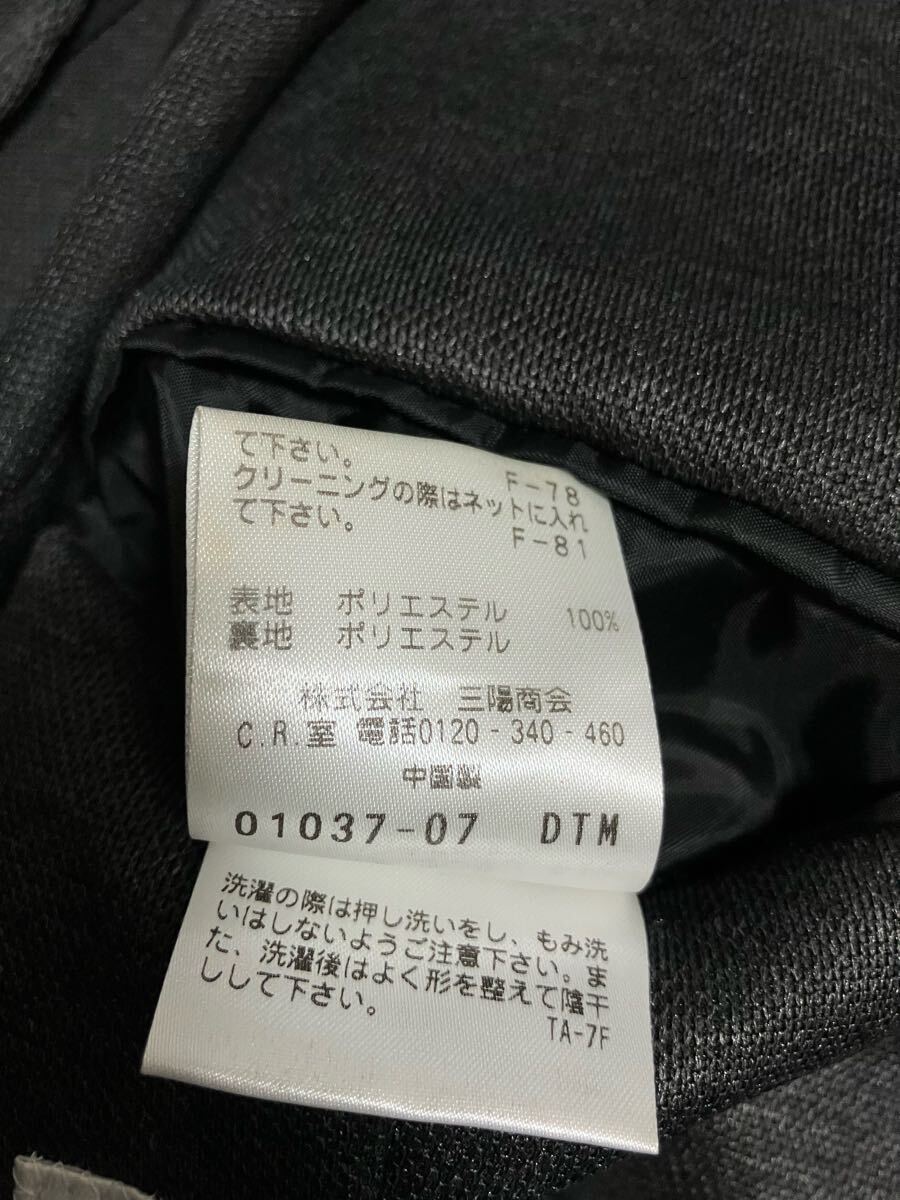 て下さい。 F-78
クリーニングの際はネットに入れ
て下さい。 F-81
表地 ポリエステル 100%
裏地 ポリエステル
株式会社 三陽商会
C.R.室 電話0120-340-460
中国製
01037-07 DTM
洗濯の際は押し洗いをし、もみ洗
いはしないようご注意下さい。ま
た、洗濯後はよく形を整えて陰干
ししして下さい。
TA-7F